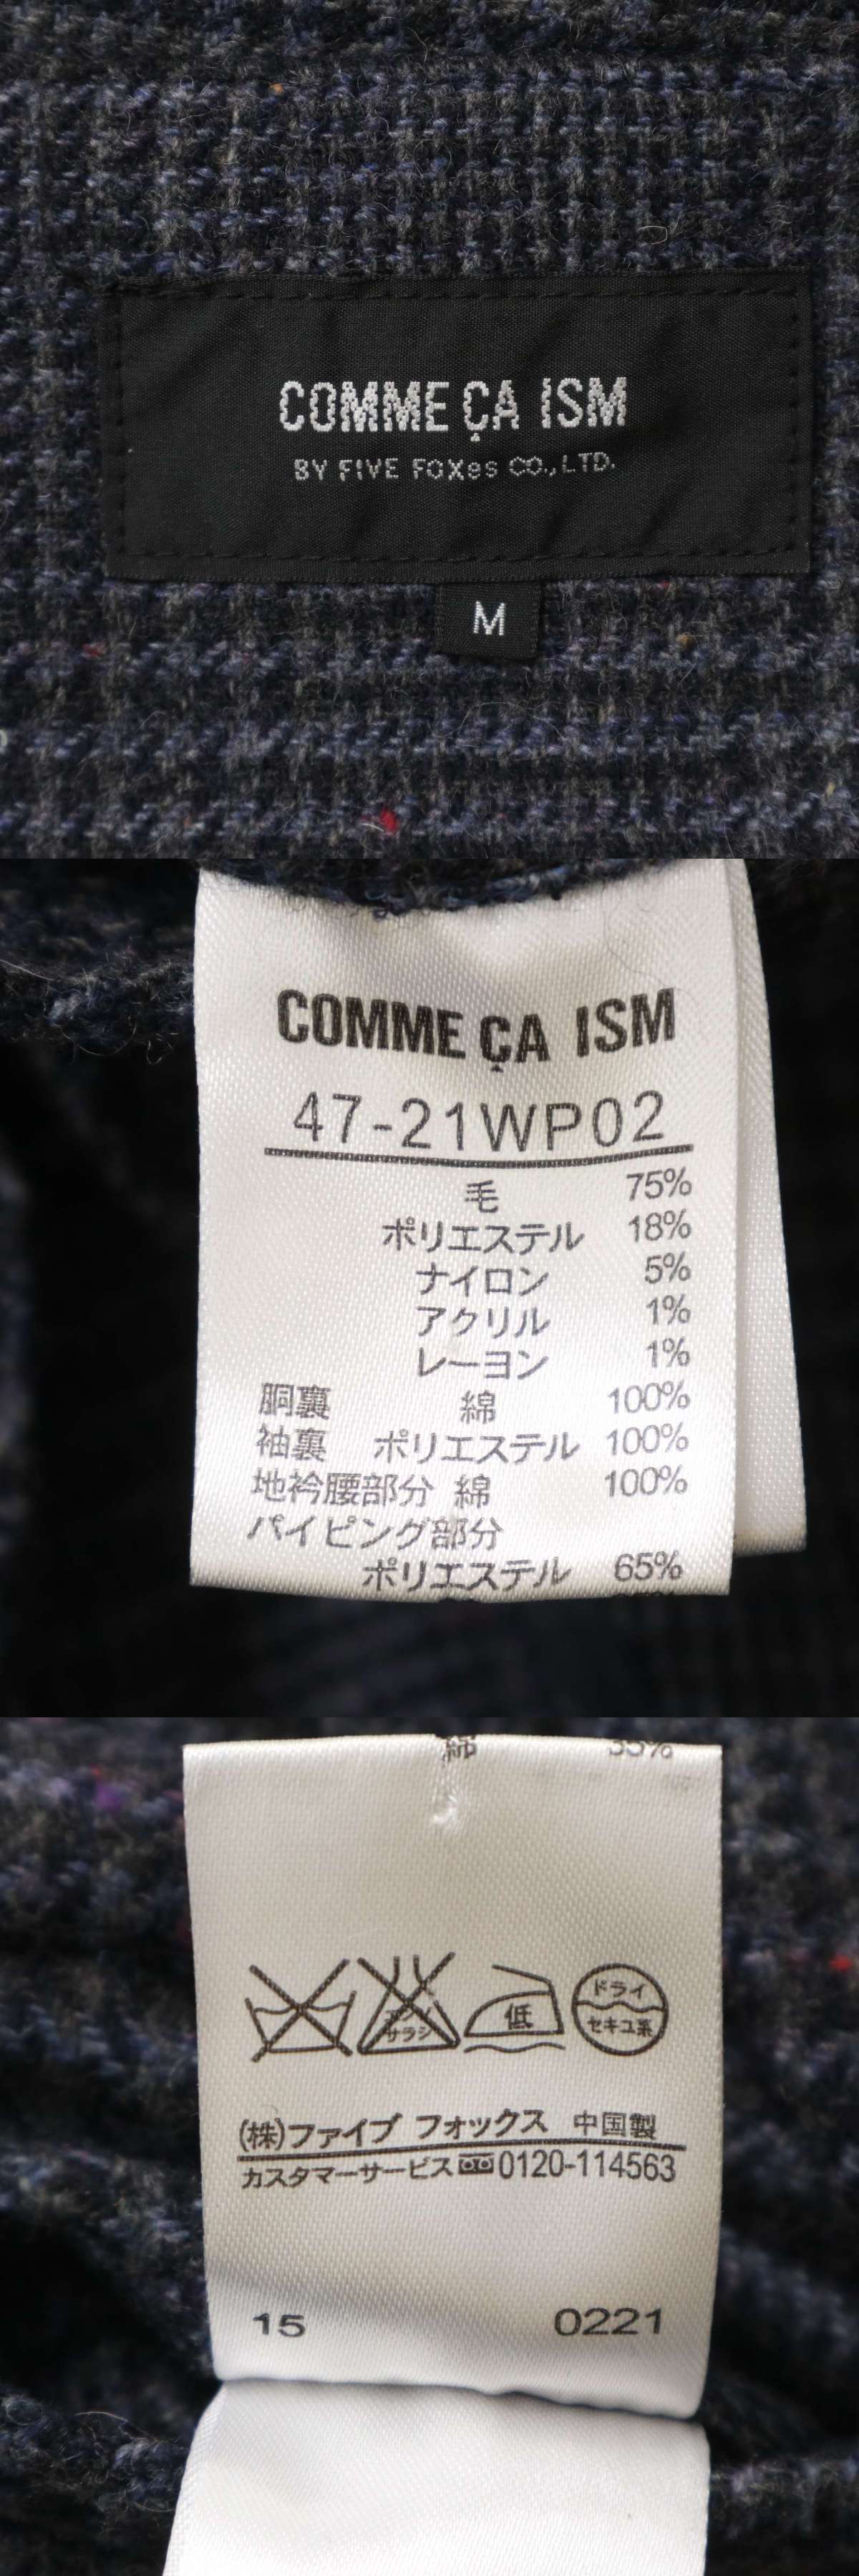 COMME ÇA ISM
BY FIVE FOXes CO.,LTD.
M
COMME ÇA ISM
47-21WP02
毛 75%
ポリエステル 18%
ナイロン 5%
アクリル 1%
レーヨン 1%
胴裏 綿 100%
袖裏 ポリエステル 100%
地衿腰部分 綿 100%
パイピング部分
ポリエステル 65%
綿 35%
サラシ
低
ドライ
セキユ系
(株)ファイブ フォックス 中国製
カスタマーサービス 0120-114563
15 0221